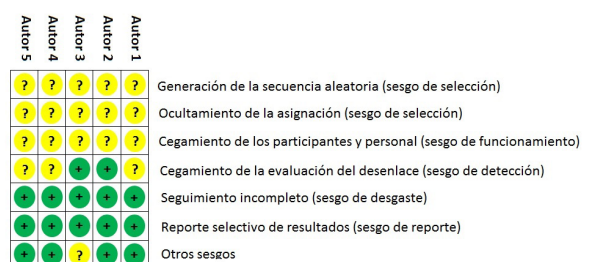 Autor 5 Autor 4 Autor 3 Autor 2 Autor 1
? ? ? ? ? Generación de la secuencia aleatoria (sesgo de selección)
? ? ? ? ? Ocultamiento de la asignación (sesgo de selección)
? ? ? ? ? Cegamiento de los participantes y personal (sesgo de funcionamiento)
? ? + + ? Cegamiento de la evaluación del desenlace (sesgo de detección)
+ + + + + Seguimiento incompleto (sesgo de desgaste)
+ + + + + Reporte selectivo de resultados (sesgo de reporte)
+ + ? + + Otros sesgos